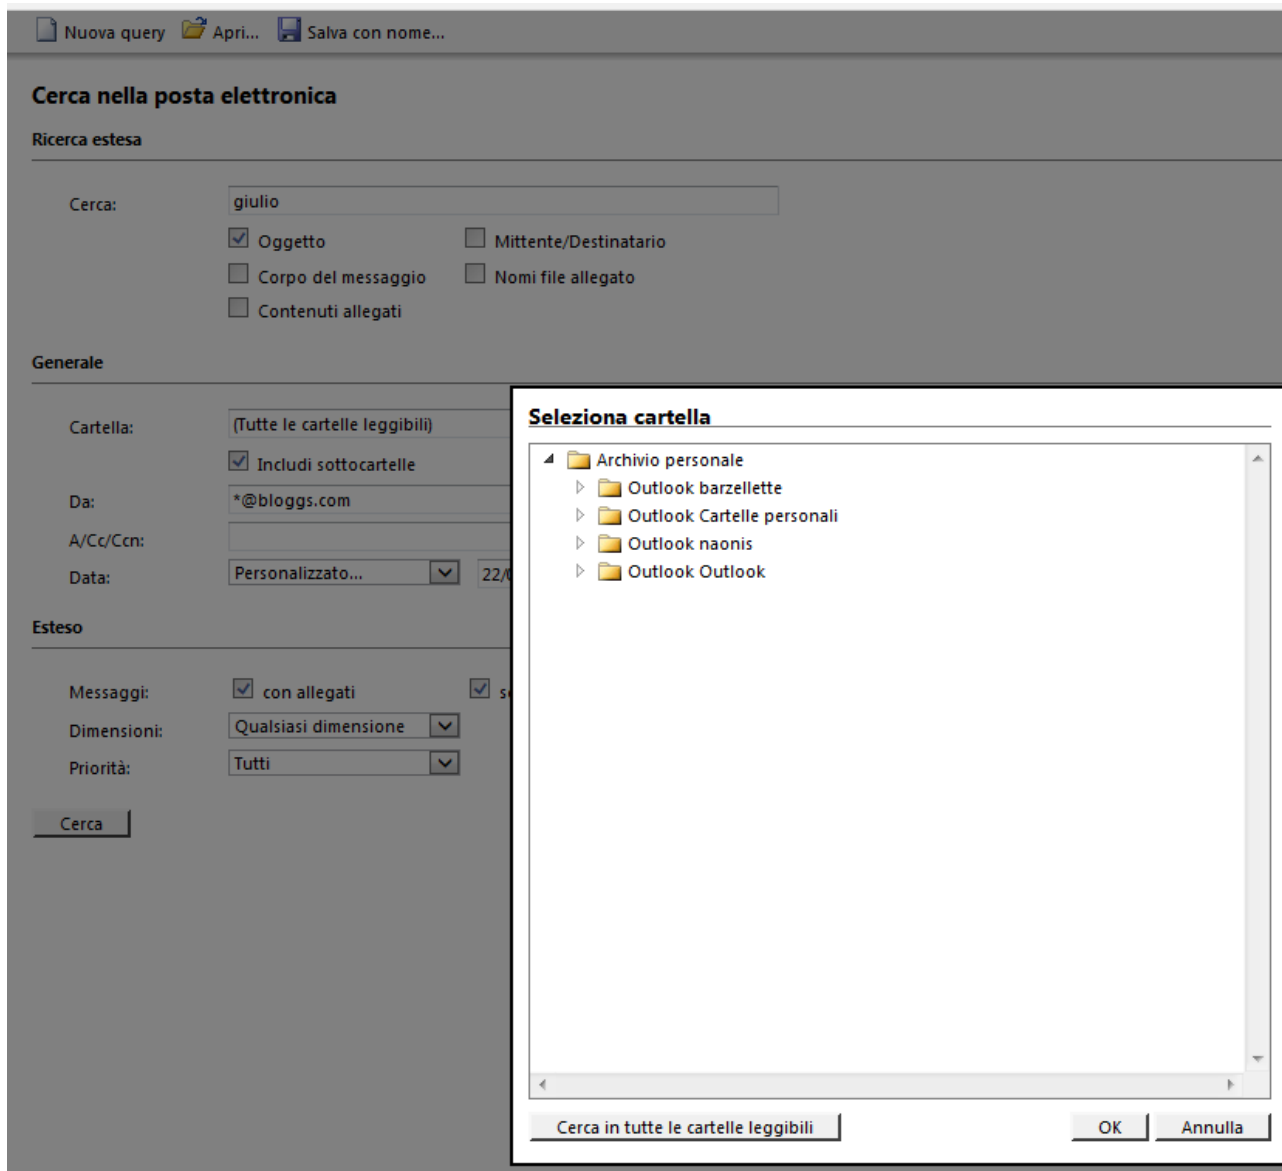 Nuova query Apri... Salva con nome...
Cerca nella posta elettronica
Ricerca estesa
Cerca: giulio
Oggetto Mittente/Destinatario
Corpo del messaggio Nomi file allegato
Contenuti allegati
Generale
Cartella: (Tutte le cartelle leggibili)
Includi sottocartelle
Da: *@bloggs.com
A/Cc/Ccn:
Data: Personalizzato... 22/
Esteso
Messaggi: con allegati
Dimensioni: Qualsiasi dimensione
Priorità: Tutti
Cerca
Seleziona cartella
Archivio personale
Outlook barzellette
Outlook Cartelle personali
Outlook naonis
Outlook Outlook
Cerca in tutte le cartelle leggibili OK Annulla